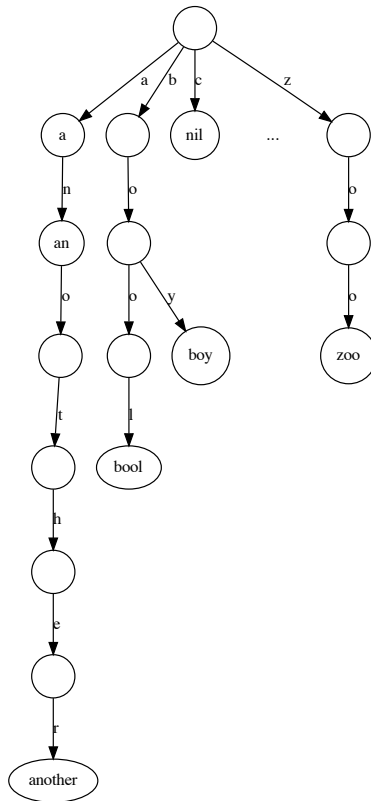 a b c z
a nil ...
n o o
an
o o y o
boy zoo
t l
bool
h
e
r
another